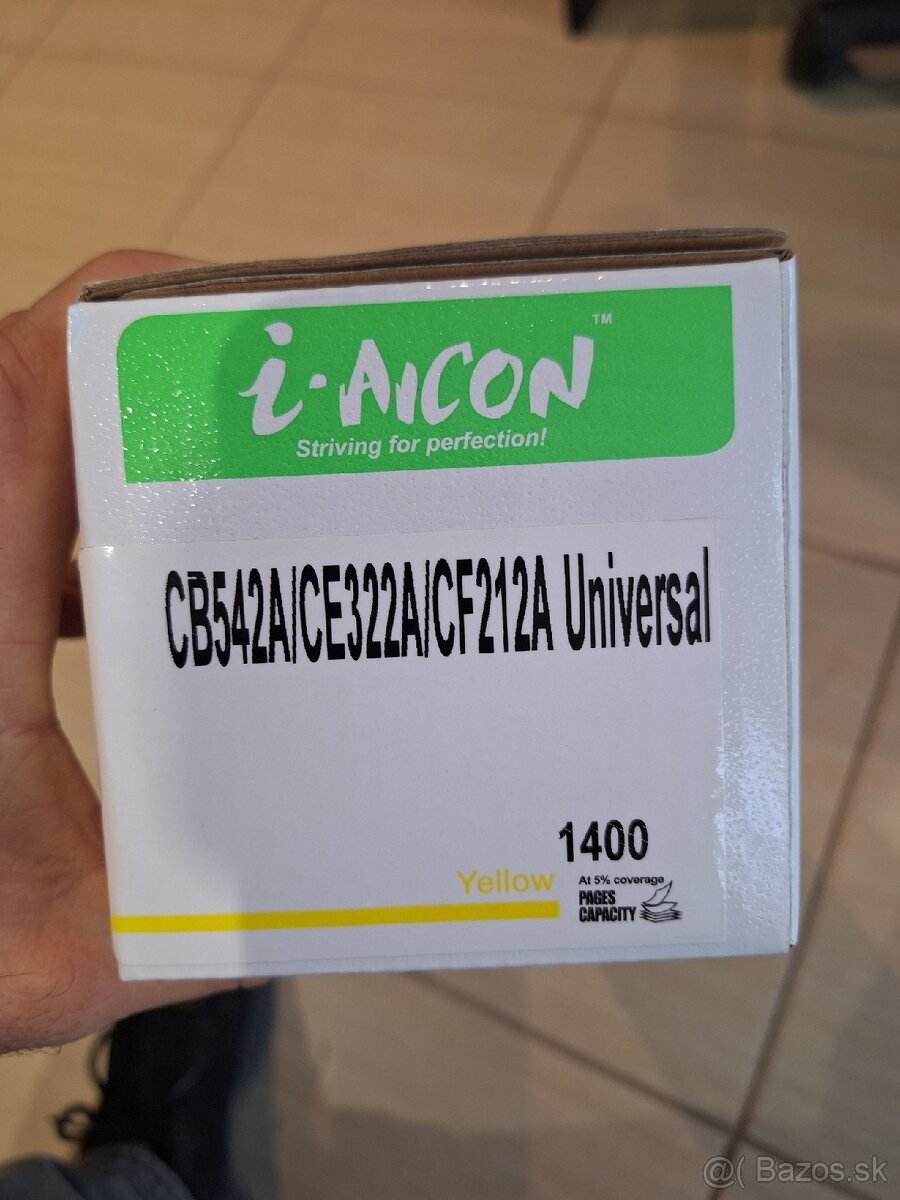 i·AICON™
Striving for perfection!
CB542A/CE322A/CF212A Universal
1400
Yellow
At 5% coverage
PAGES
CAPACITY
@( Bazos.sk